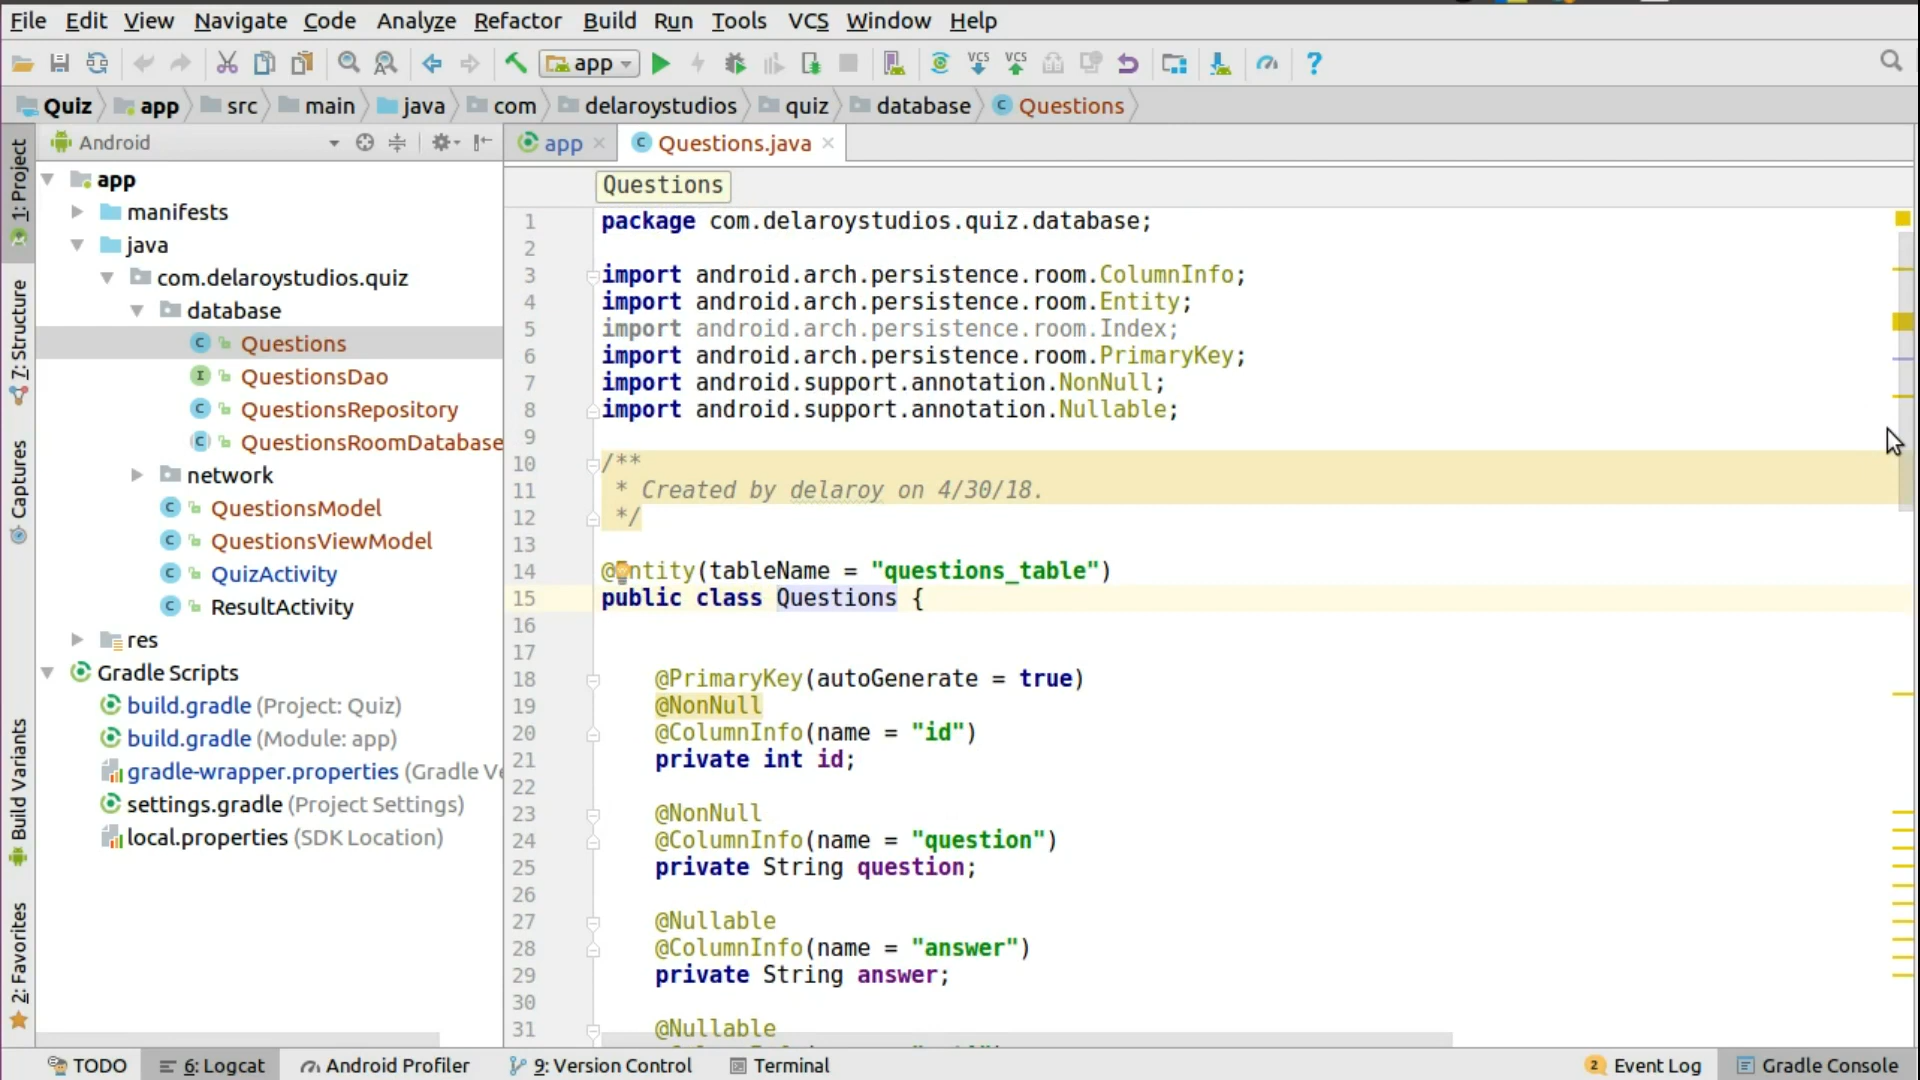 File Edit View Navigate Code Analyze Refactor Build Run Tools VCS Window Help
app VCS VCS ?
Quiz app src main java com delaroystudios quiz database Questions
1: Project
7: Structure
Captures
Build Variants
2: Favorites
Android
app
manifests
java
com.delaroystudios.quiz
database
Questions
QuestionsDao
QuestionsRepository
QuestionsRoomDatabase
network
QuestionsModel
QuestionsViewModel
QuizActivity
ResultActivity
res
Gradle Scripts
build.gradle (Project: Quiz)
build.gradle (Module: app)
gradle-wrapper.properties (Gradle Ve
settings.gradle (Project Settings)
local.properties (SDK Location)
app Questions.java
Questions
1 package com.delaroystudios.quiz.database;
2
3 import android.arch.persistence.room.ColumnInfo;
4 import android.arch.persistence.room.Entity;
5 import android.arch.persistence.room.Index;
6 import android.arch.persistence.room.PrimaryKey;
7 import android.support.annotation.NonNull;
8 import android.support.annotation.Nullable;
9
10 /**
11 * Created by delaroy on 4/30/18.
12 */
13
14 @Entity(tableName = "questions_table")
15 public class Questions {
16
17
18 @PrimaryKey(autoGenerate = true)
19 @NonNull
20 @ColumnInfo(name = "id")
21 private int id;
22
23 @NonNull
24 @ColumnInfo(name = "question")
25 private String question;
26
27 @Nullable
28 @ColumnInfo(name = "answer")
29 private String answer;
30
31 @Nullable
TODO 6: Logcat Android Profiler 9: Version Control Terminal 2 Event Log Gradle Console